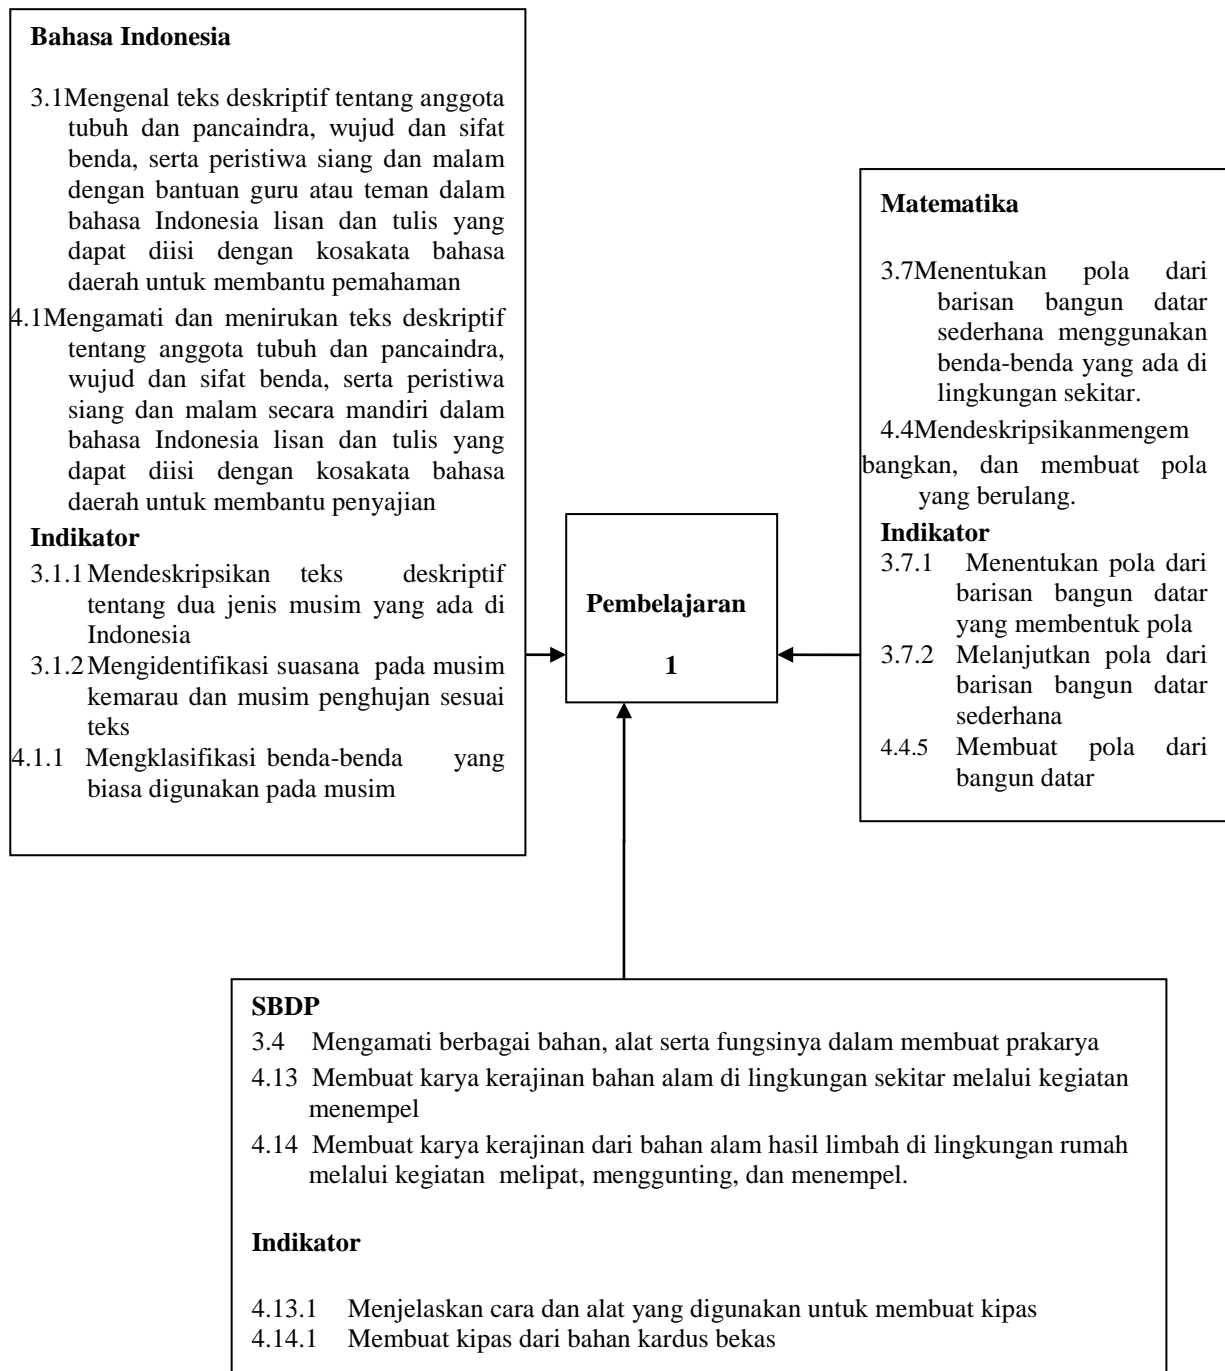 Bahasa Indonesia
3.1Mengenal teks deskriptif tentang anggota
tubuh dan pancaindra, wujud dan sifat
benda, serta peristiwa siang dan malam
dengan bantuan guru atau teman dalam
bahasa Indonesia lisan dan tulis yang
dapat diisi dengan kosakata bahasa
daerah untuk membantu pemahaman
4.1Mengamati dan menirukan teks deskriptif
tentang anggota tubuh dan pancaindra,
wujud dan sifat benda, serta peristiwa
siang dan malam secara mandiri dalam
bahasa Indonesia lisan dan tulis yang
dapat diisi dengan kosakata bahasa
daerah untuk membantu penyajian
Indikator
3.1.1 Mendeskripsikan teks deskriptif
tentang dua jenis musim yang ada di
Indonesia
3.1.2 Mengidentifikasi suasana pada musim
kemarau dan musim penghujan sesuai
teks
4.1.1 Mengklasifikasi benda-benda yang
biasa digunakan pada musim
Pembelajaran
1
Matematika
3.7Menentukan pola dari
barisan bangun datar
sederhana menggunakan
benda-benda yang ada di
lingkungan sekitar.
4.4Mendeskripsikanmengem
bangkan, dan membuat pola
yang berulang.
Indikator
3.7.1 Menentukan pola dari
barisan bangun datar
yang membentuk pola
3.7.2 Melanjutkan pola dari
barisan bangun datar
sederhana
4.4.5 Membuat pola dari
bangun datar
SBDP
3.4 Mengamati berbagai bahan, alat serta fungsinya dalam membuat prakarya
4.13 Membuat karya kerajinan bahan alam di lingkungan sekitar melalui kegiatan
menempel
4.14 Membuat karya kerajinan dari bahan alam hasil limbah di lingkungan rumah
melalui kegiatan melipat, menggunting, dan menempel.
Indikator
4.13.1 Menjelaskan cara dan alat yang digunakan untuk membuat kipas
4.14.1 Membuat kipas dari bahan kardus bekas